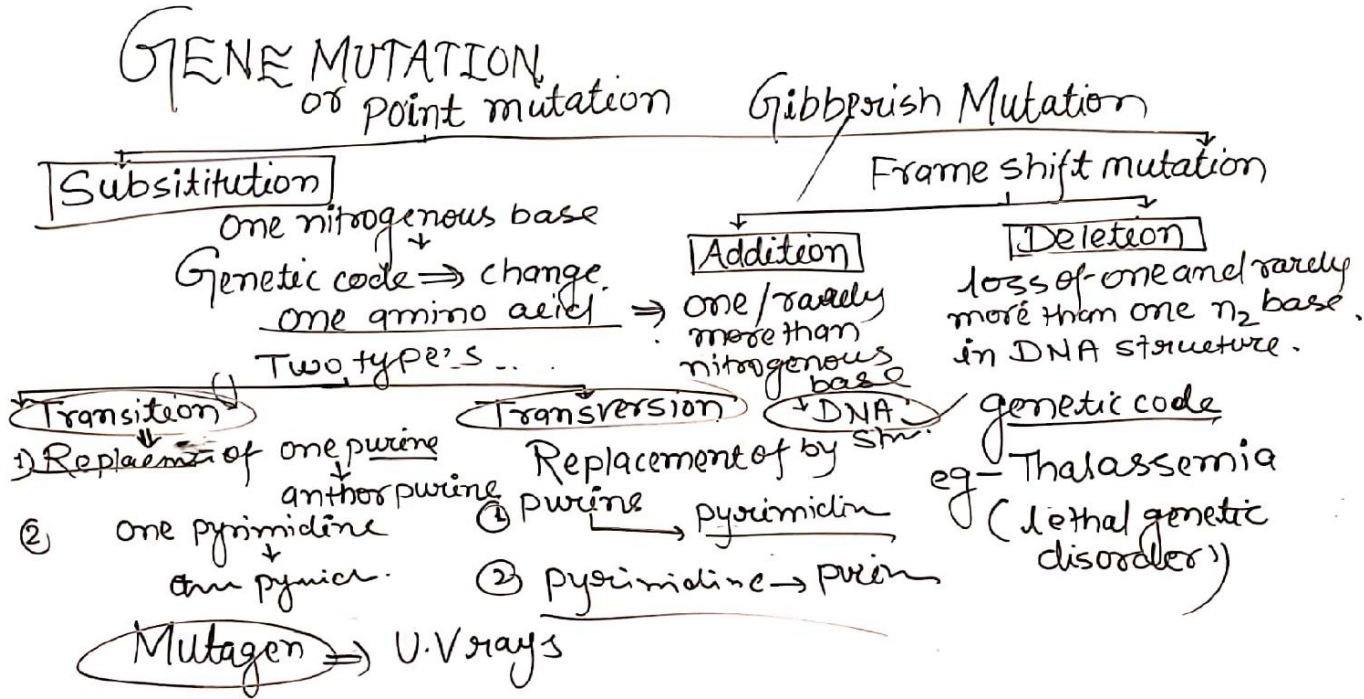 GENE MUTATION
or point mutation
Gibberish Mutation
Subsititution
Frame shift mutation
one nitrogenous base
Genetic code ⇒ change.
one amino acid
Two type's ...
Addition
⇒ one/rarely
more than
nitrogenous
base
DNA
str.
Deletion
loss of one and rarely
more than one n2 base.
in DNA structure.
genetic code
eg - Thalassemia
(lethal genetic
disorder))
Transition
1) of one purine
anthor purine
② one pyrimidine
Transversion
Replacement of by
① purine
→ pyrimidin
② pyrimidine →
Mutagen ⇒ U.V rays